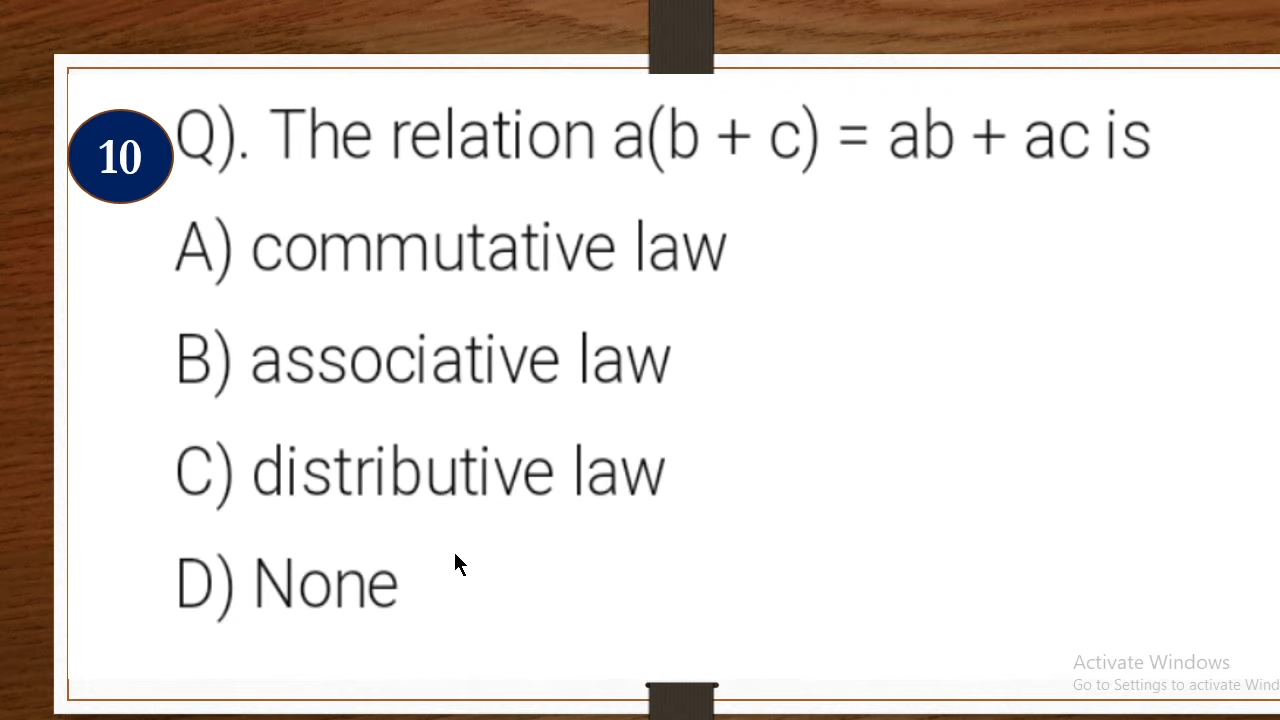 10
Q). The relation a(b + c) = ab + ac is
A) commutative law
B) associative law
C) distributive law
D) None
Activate Windows
Go to Settings to activate Wind